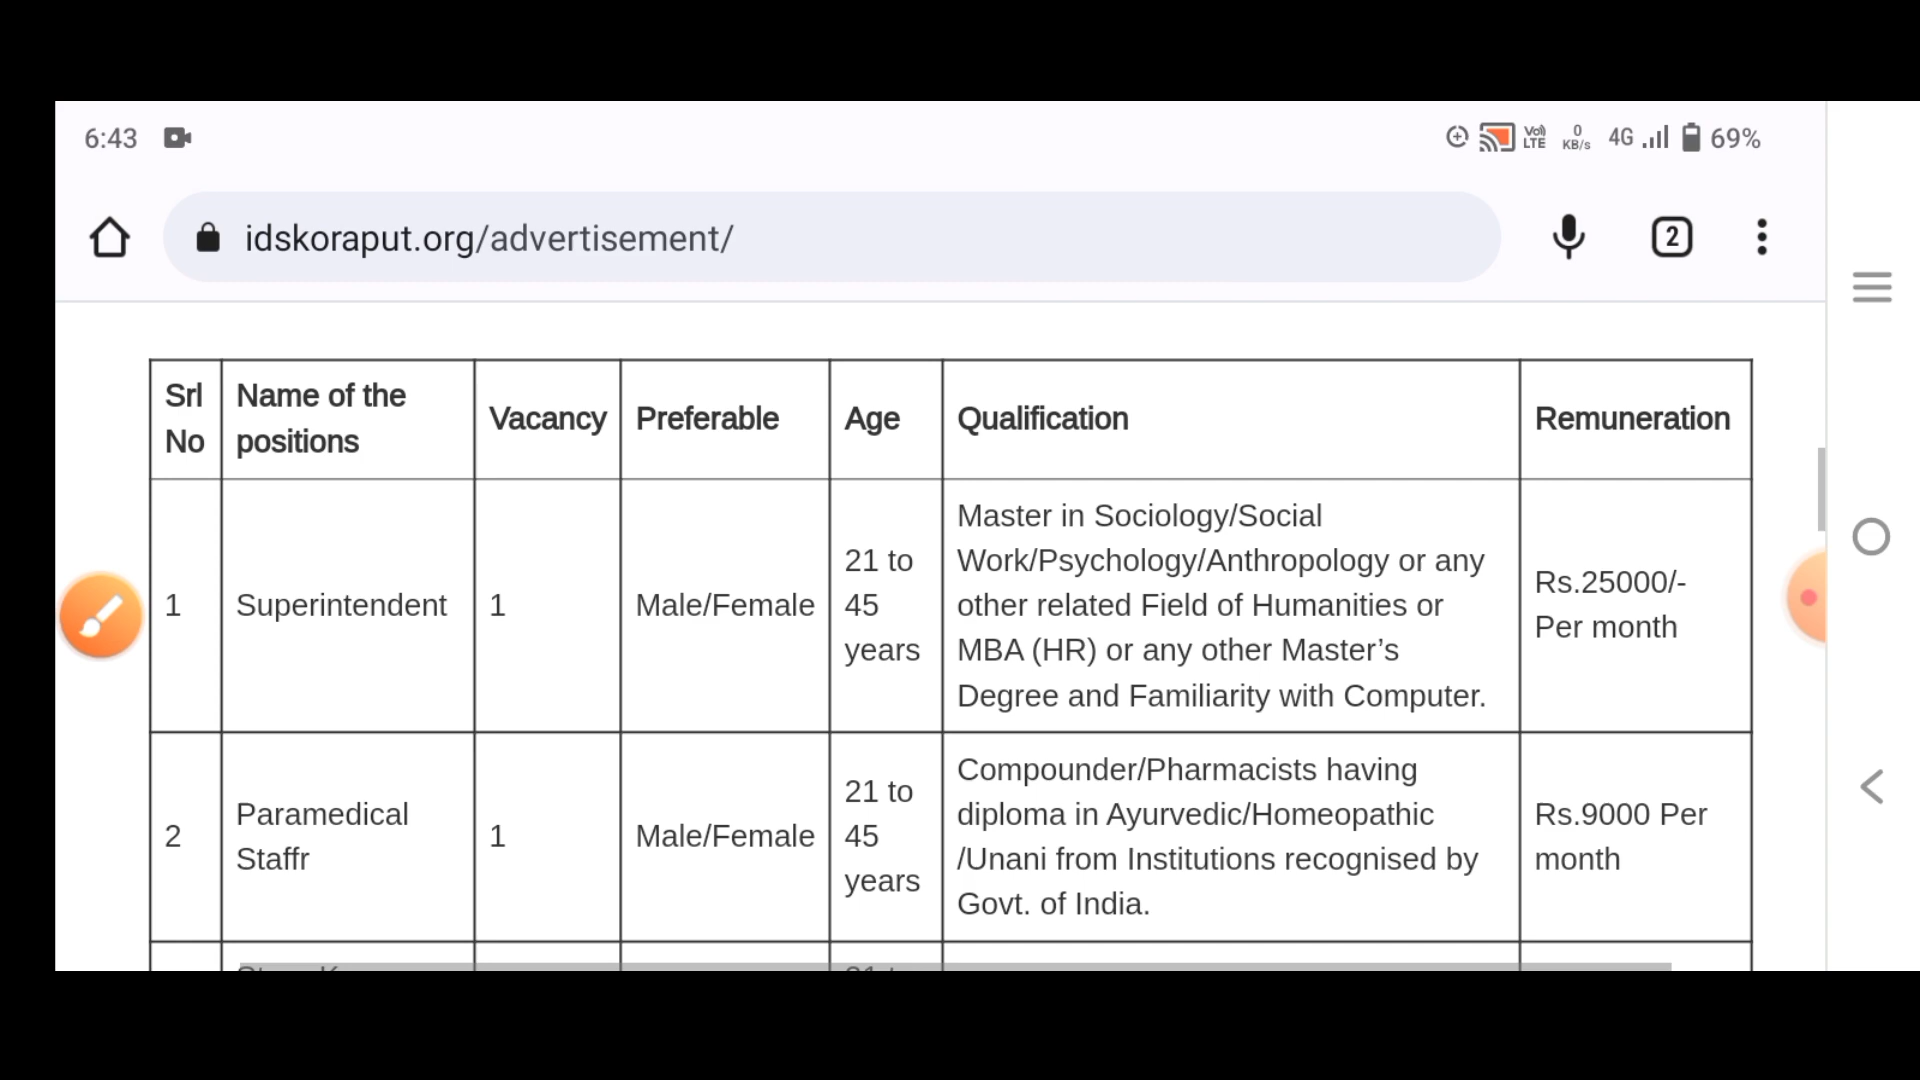 6:43
Vo) LTE
0 KB/s
4G
69%
idskoraput.org/advertisement/
2
Srl No
Name of the positions
Vacancy
Preferable
Age
Qualification
Remuneration
1
Superintendent
1
Male/Female
21 to
45
years
Master in Sociology/Social
Work/Psychology/Anthropology or any
other related Field of Humanities or
MBA (HR) or any other Master’s
Degree and Familiarity with Computer.
Rs.25000/-
Per month
2
Paramedical
Staffr
1
Male/Female
21 to
45
years
Compounder/Pharmacists having
diploma in Ayurvedic/Homeopathic
/Unani from Institutions recognised by
Govt. of India.
Rs.9000 Per
month